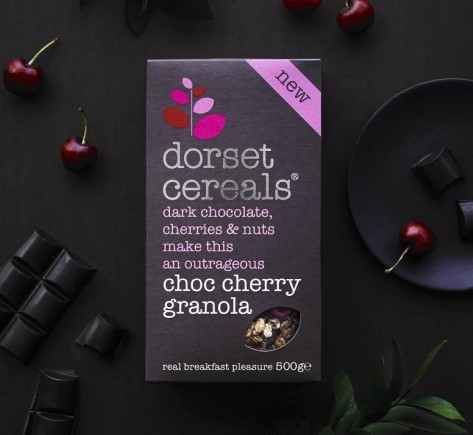 new
dorset
cereals®
dark chocolate,
cherries & nuts
make this
an outrageous
choc cherry
granola
real breakfast pleasure 500g℮